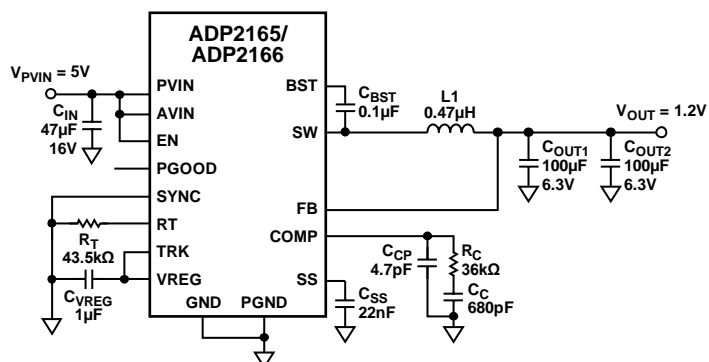 ADP2165/
ADP2166
V_PVIN = 5V
C_IN
47µF
16V
PVIN
AVIN
EN
PGOOD
SYNC
RT
R_T
43.5kΩ
TRK
VREG
C_VREG
1µF
GND
PGND
BST
C_BST
0.1µF
SW
L1
0.47µH
V_OUT = 1.2V
C_OUT1
100µF
6.3V
C_OUT2
100µF
6.3V
FB
COMP
C_CP
4.7pF
R_C
36kΩ
C_C
680pF
SS
C_SS
22nF